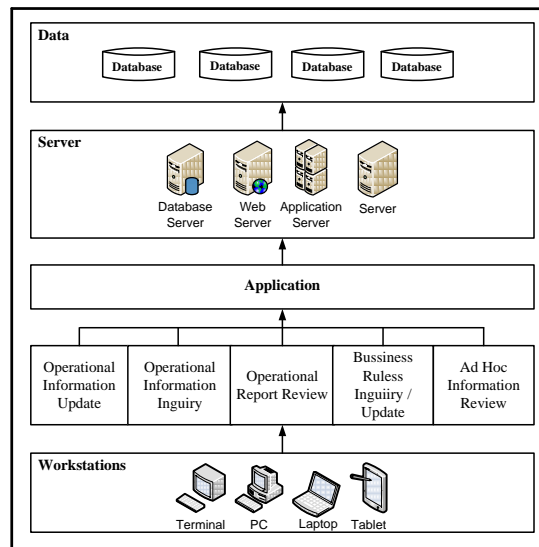 Data
Database Database Database Database
Server
Database
Server
Web
Server
Application
Server
Server
Application
Operational
Information
Update
Operational
Information
Inguiry
Operational
Report Review
Bussiness
Ruless
Inguiiry /
Update
Ad Hoc
Information
Review
Workstations
Terminal PC Laptop Tablet